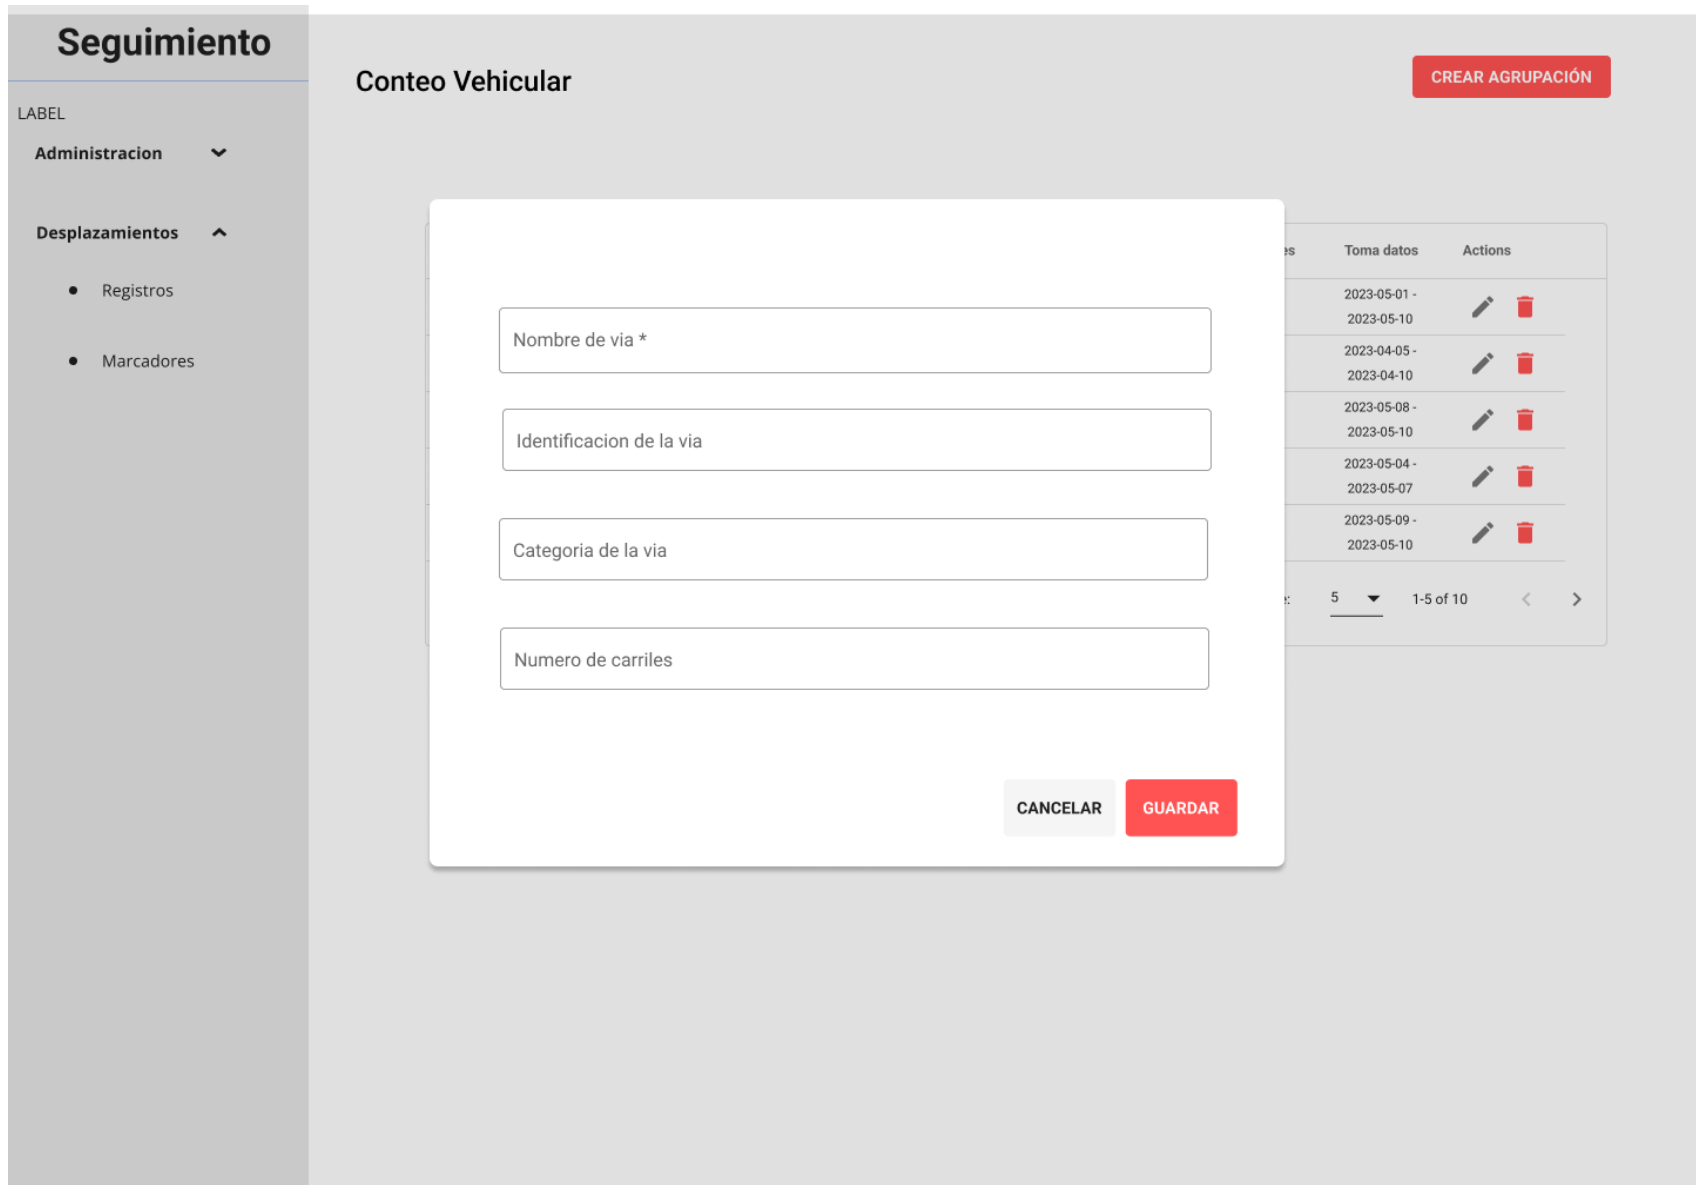 Seguimiento
Conteo Vehicular
CREAR AGRUPACIÓN
LABEL
Administracion
Desplazamientos
Registros
Marcadores
Toma datos
Actions
2023-05-01 -
2023-05-10
2023-04-05 -
2023-04-10
2023-05-08 -
2023-05-10
2023-05-04 -
2023-05-07
2023-05-09 -
2023-05-10
5
1-5 of 10
Nombre de via *
Identificacion de la via
Categoria de la via
Numero de carriles
CANCELAR
GUARDAR